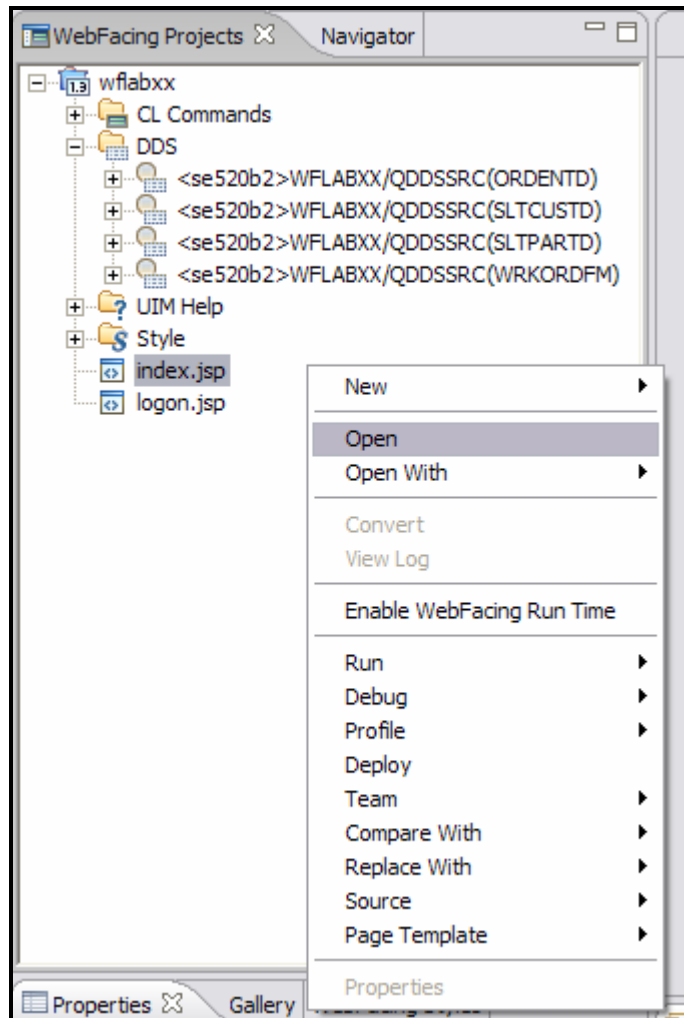 WebFacing Projects Navigator
1.3 wflabxx
CL Commands
DDS
<se520b2>WFLABXX/QDDSSRC(ORDENTD)
<se520b2>WFLABXX/QDDSSRC(SLTCUSTD)
<se520b2>WFLABXX/QDDSSRC(SLTPARTD)
<se520b2>WFLABXX/QDDSSRC(WRKORDFM)
UIM Help
Style
index.jsp
logon.jsp
New
Open
Open With
Convert
View Log
Enable WebFacing Run Time
Run
Debug
Profile
Deploy
Team
Compare With
Replace With
Source
Page Template
Properties
Properties Gallery